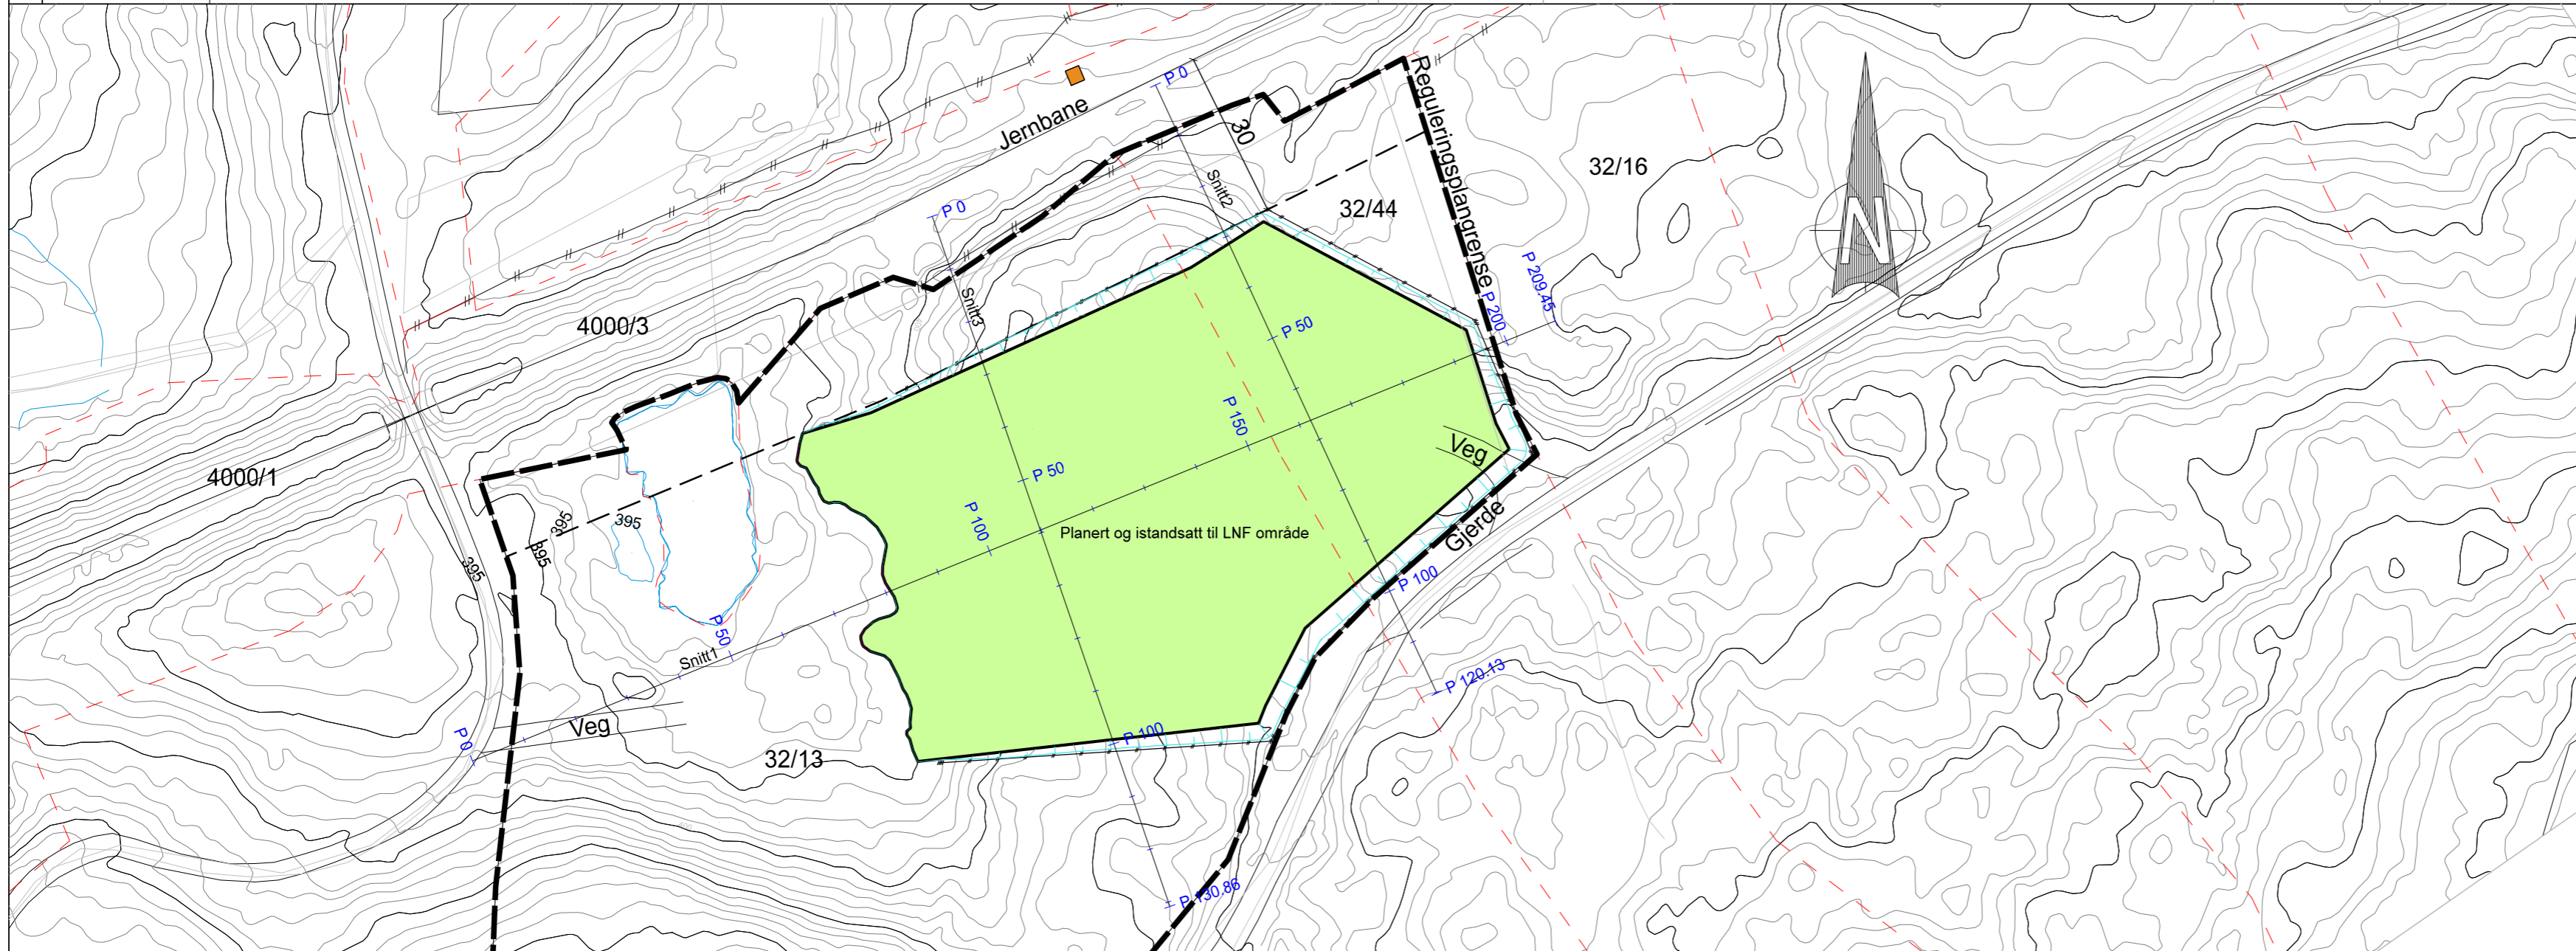 P 0
Jernbane
30
Reguleringsplangrense
32/16
Snitt2
32/44
N
P 0
P 209.45
Snitt3
P 200
4000/3
P 50
P 150
Veg
P 50
4000/1
395
395
395
395
P 100
Planert og istandsatt til LNF område
Gjerde
P 100
P 50
Snitt1
P 120.13
Veg
P 0
P 100
32/13
P 130.86